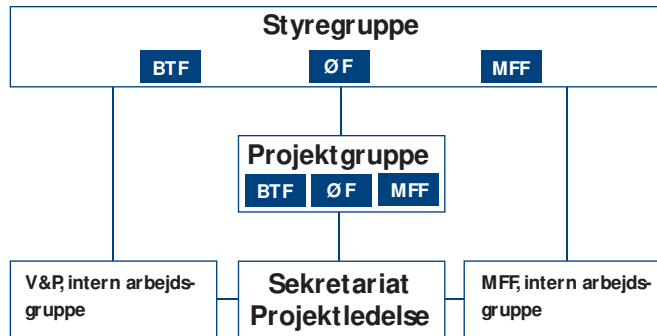 Styregruppe
BTF ØF MFF
Projektgruppe
BTF ØF MFF
V&P, intern arbejds-
gruppe
Sekretariat
Projektledelse
MFF, intern arbejds-
gruppe